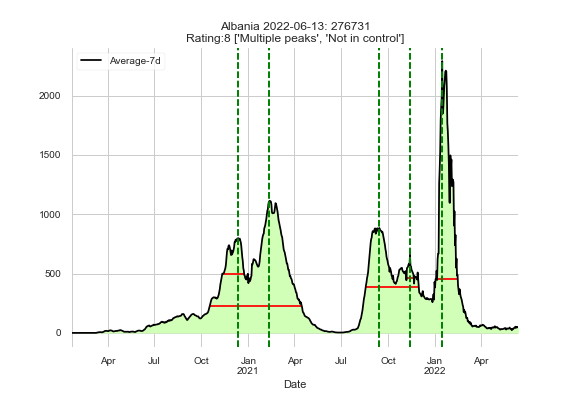 Albania 2022-06-13: 276731
Rating:8 ['Multiple peaks', 'Not in control']
Average-7d
2000
1500
1000
500
0
Apr Jul Oct Jan Apr Jul Oct Jan Apr
2021 2022
Date